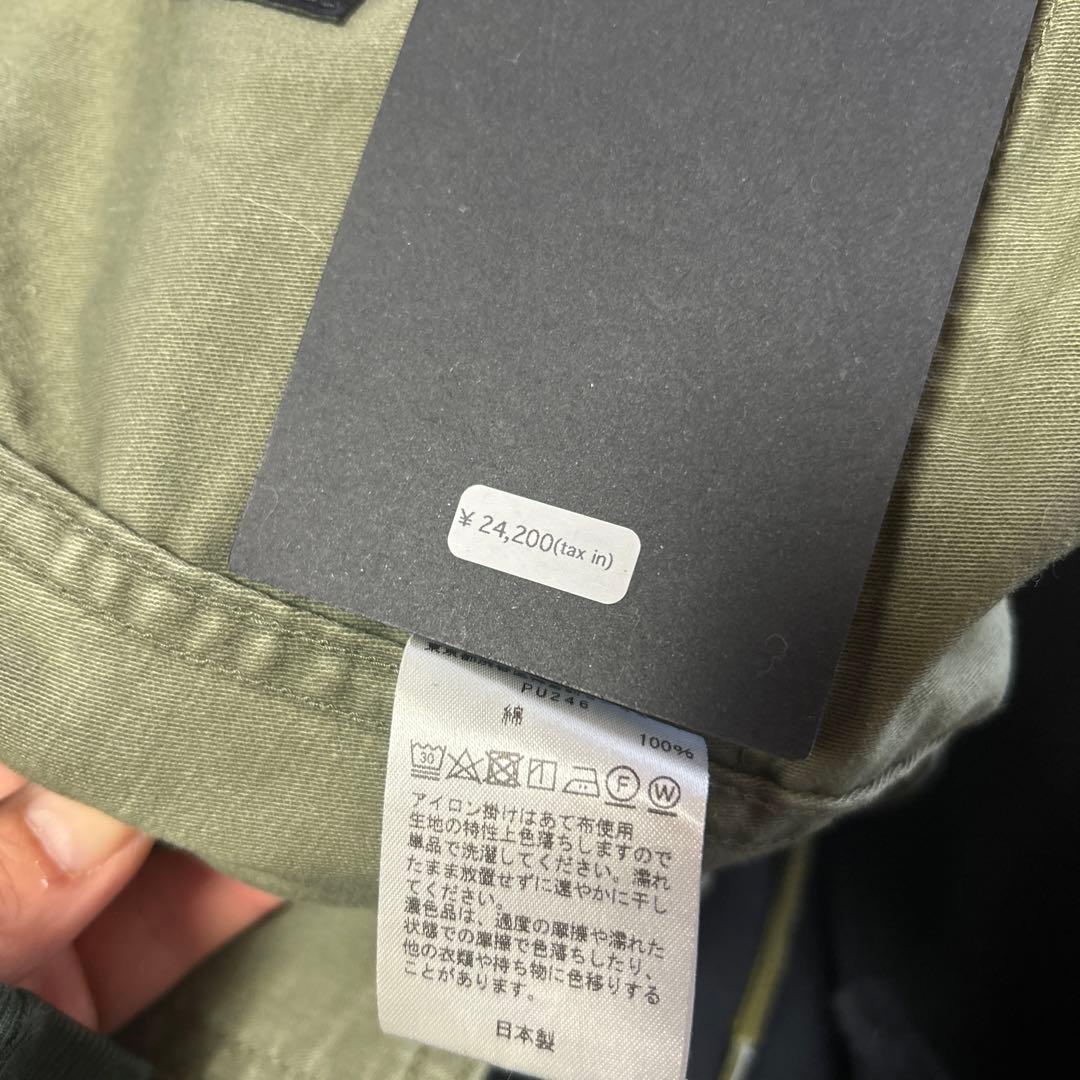 ¥ 24,200(tax in)
PU246
綿
100%
30
F
W
アイロン掛けはあて布使用
生地の特性上色落ちしますので
単品で洗濯してください。濡れ
たまま放置せずに速やかに干し
てください。
濃色品は、過度の摩擦や濡れた
状態での摩擦で色落ちしたり、
他の衣類や持ち物に色移りする
ことがあります。
日本製